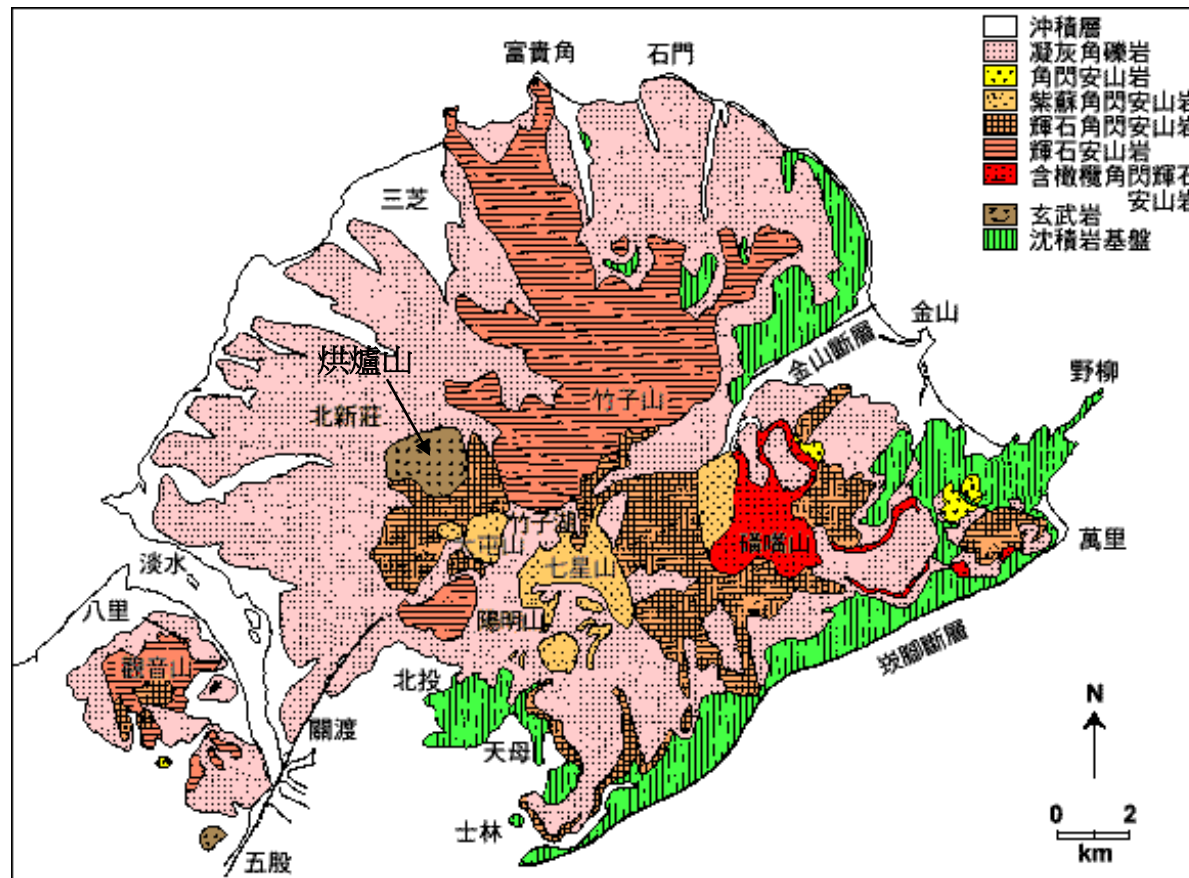 沖積層
凝灰角礫岩
角閃安山岩
紫蘇角閃安山岩
輝石角閃安山岩
輝石安山岩
含橄欖角閃輝石
安山岩
玄武岩
沈積岩基盤
富貴角
石門
三芝
金山
金山斷層
野柳
烘爐山
竹子山
北新莊
竹子湖
大屯山
七星山
磺嘴山
萬里
淡水
八里
陽明山
崁腳斷層
觀音山
北投
關渡
天母
士林
五股
N
0 2
km